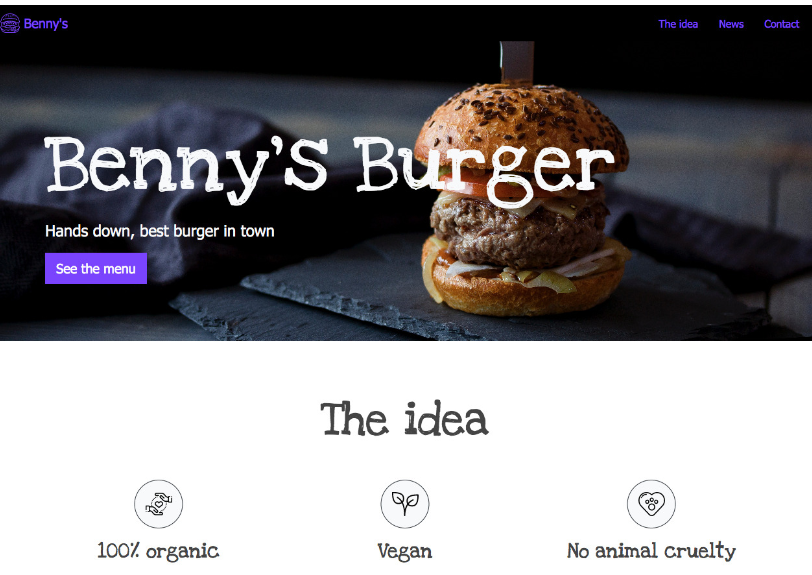 Benny's
The idea
News
Contact
Benny's Burger
Hands down, best burger in town
See the menu
The idea
100% organic
Vegan
No animal cruelty